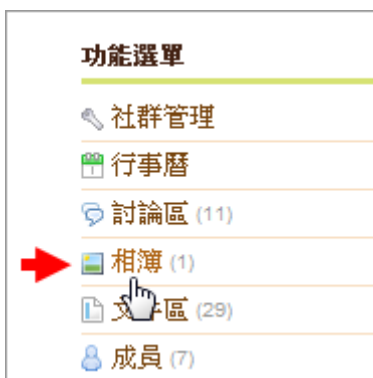 功能選單
社群管理
行事曆
討論區 (11)
相簿 (1)
區 (29)
成員 (7)